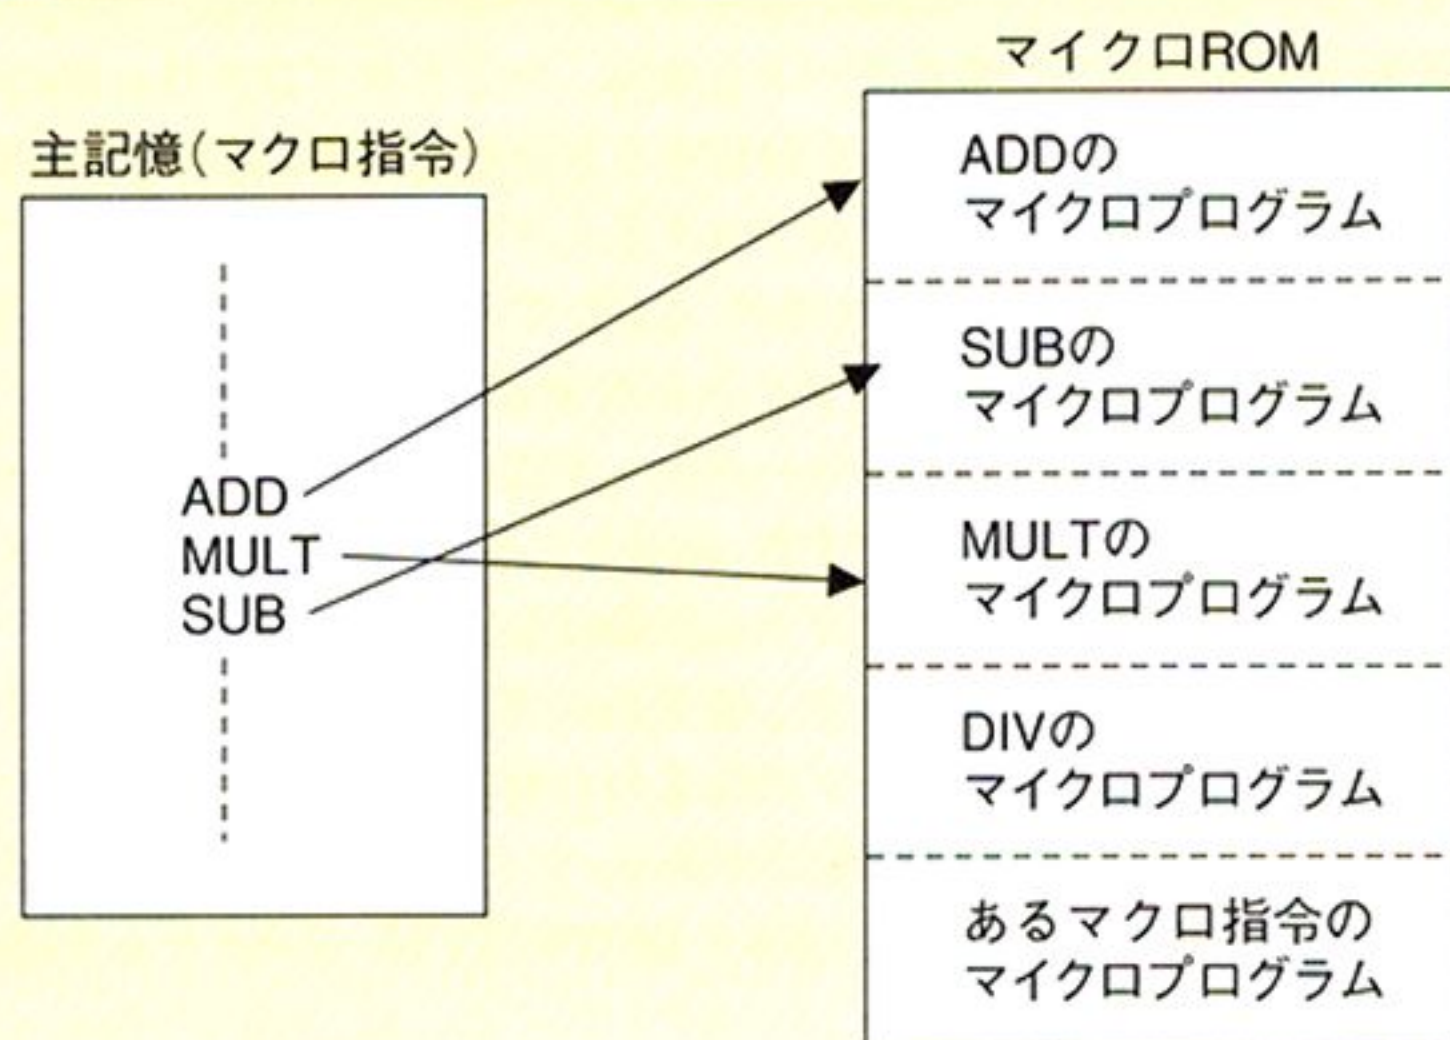 マイクロROM
主記憶(マクロ指令)
ADD
MULT
SUB
ADDの
マイクロプログラム
SUBの
マイクロプログラム
MULTの
マイクロプログラム
DIVの
マイクロプログラム
あるマクロ指令の
マイクロプログラム